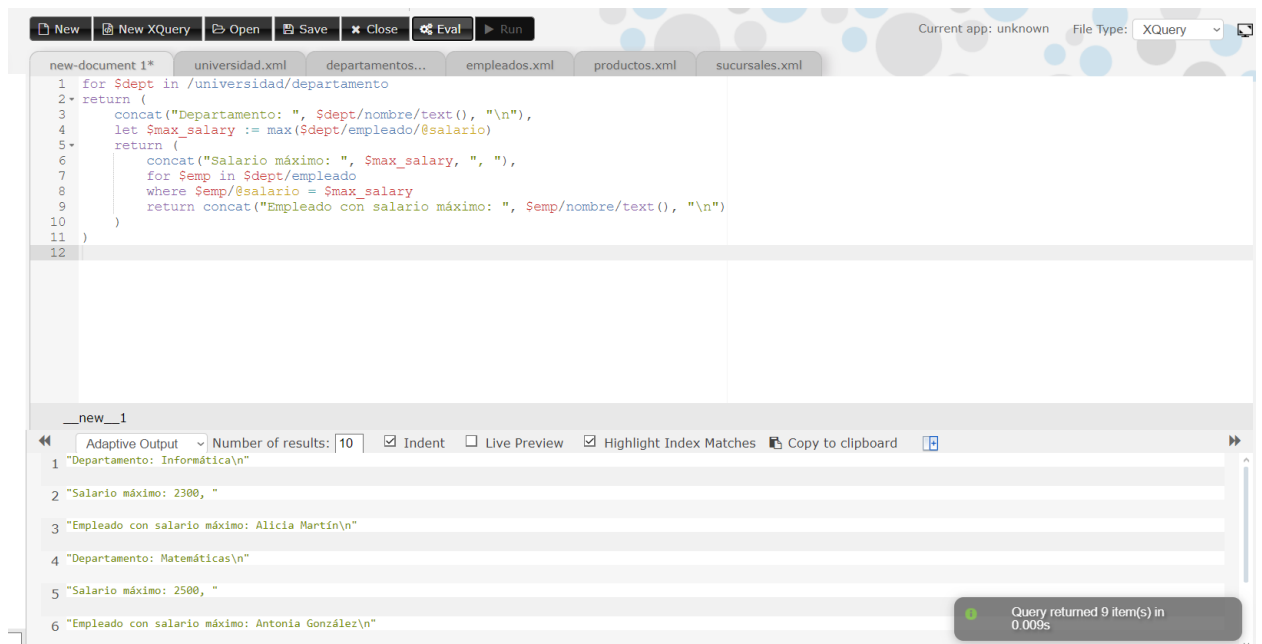 New New XQuery Open Save Close Eval Run Current app: unknown File Type: XQuery
new-document 1* universidad.xml departamentos... empleados.xml productos.xml sucursales.xml
1 for $dept in /universidad/departamento
2 return (
3 concat("Departamento: ", $dept/nombre/text(), "\n"),
4 let $max_salary := max($dept/empleado/@salario)
5 return (
6 concat("Salario máximo: ", $max_salary, ", "),
7 for $emp in $dept/empleado
8 where $emp/@salario = $max_salary
9 return concat("Empleado con salario máximo: ", $emp/nombre/text(), "\n")
10 )
11 )
12
__new__1
Adaptive Output Number of results: 10 Indent Live Preview Highlight Index Matches Copy to clipboard
1 "Departamento: Informática\n"
2 "Salario máximo: 2300, "
3 "Empleado con salario máximo: Alicia Martín\n"
4 "Departamento: Matemáticas\n"
5 "Salario máximo: 2500, "
6 "Empleado con salario máximo: Antonia González\n"
Query returned 9 item(s) in
0.009s